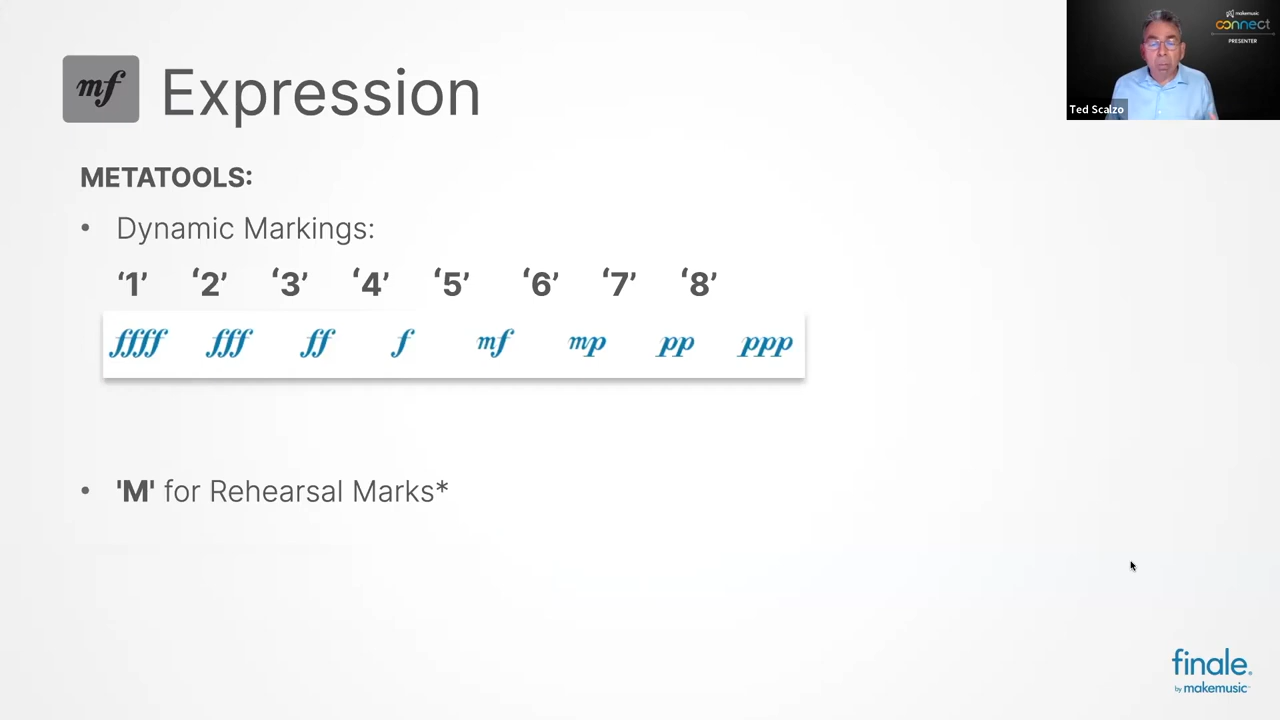 makemusic
connect
PRESENTER
Ted Scalzo
mf Expression
METATOOLS:
• Dynamic Markings:
‘1’ ‘2’ ‘3’ ‘4’ ‘5’ ‘6’ ‘7’ ‘8’
ffff fff ff f mf mp pp ppp
• 'M' for Rehearsal Marks*
finale®
by makemusic™